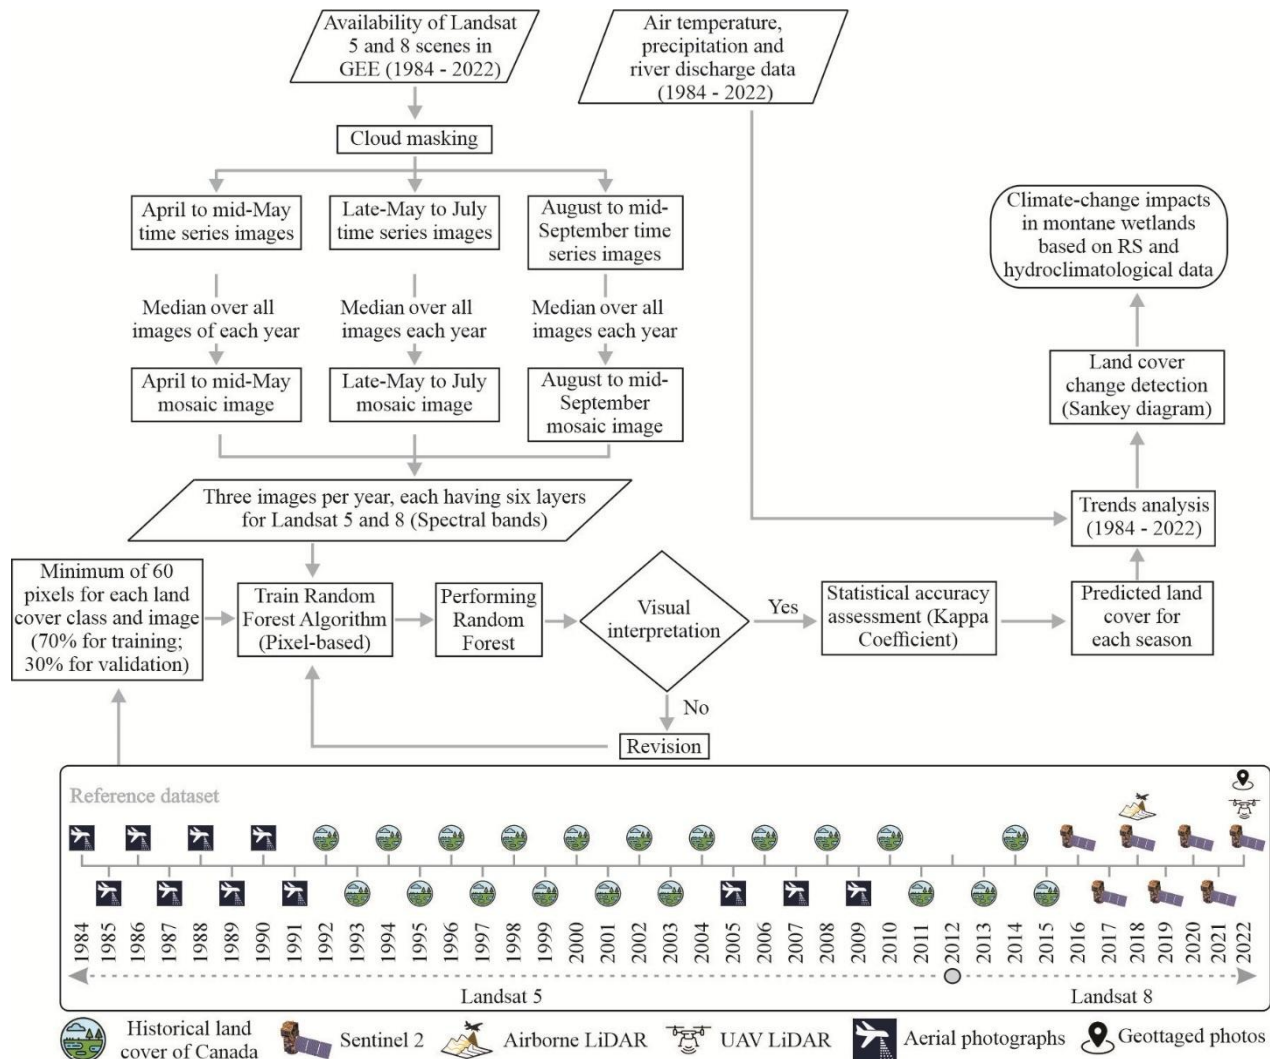 Availability of Landsat
5 and 8 scenes in
GEE (1984 - 2022)
Air temperature,
precipitation and
river discharge data
(1984 - 2022)
Cloud masking
April to mid-May
time series images
Late-May to July
time series images
August to mid-
September time
series images
Climate-change impacts
in montane wetlands
based on RS and
hydroclimatological data
Median over all
images of each year
Median over all
images each year
Median over all
images each year
April to mid-May
mosaic image
Late-May to July
mosaic image
August to mid-
September
mosaic image
Land cover
change detection
(Sankey diagram)
Three images per year, each having six layers
for Landsat 5 and 8 (Spectral bands)
Trends analysis
(1984 - 2022)
Minimum of 60
pixels for each land
cover class and image
(70% for training;
30% for validation)
Train Random
Forest Algorithm
(Pixel-based)
Performing
Random
Forest
Visual
interpretation
Yes
Statistical accuracy
assessment (Kappa
Coefficient)
Predicted land
cover for
each season
No
Revision
Reference dataset
1984
1985
1986
1987
1988
1989
1990
1991
1992
1993
1994
1995
1996
1997
1998
1999
2000
2001
2002
2003
2004
2005
2006
2007
2008
2009
2010
2011
2012
2013
2014
2015
2016
2017
2018
2019
2020
2021
2022
Landsat 5
Landsat 8
Historical land
cover of Canada
Sentinel 2
Airborne LiDAR
UAV LiDAR
Aerial photographs
Geottaged photos